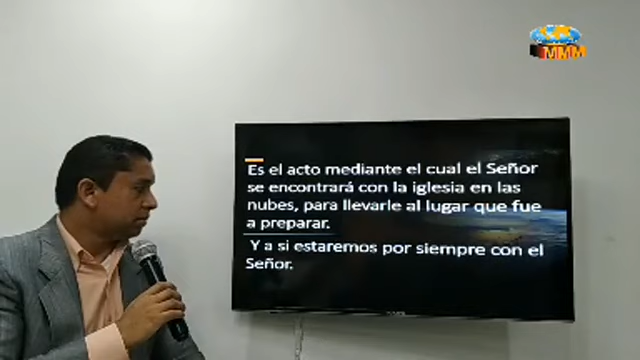 MMM
Es el acto mediante el cual el Señor
se encontrará con la iglesia en las
nubes, para llevarle al lugar que fue
a preparar.
Y a si estaremos por siempre con el
Señor.